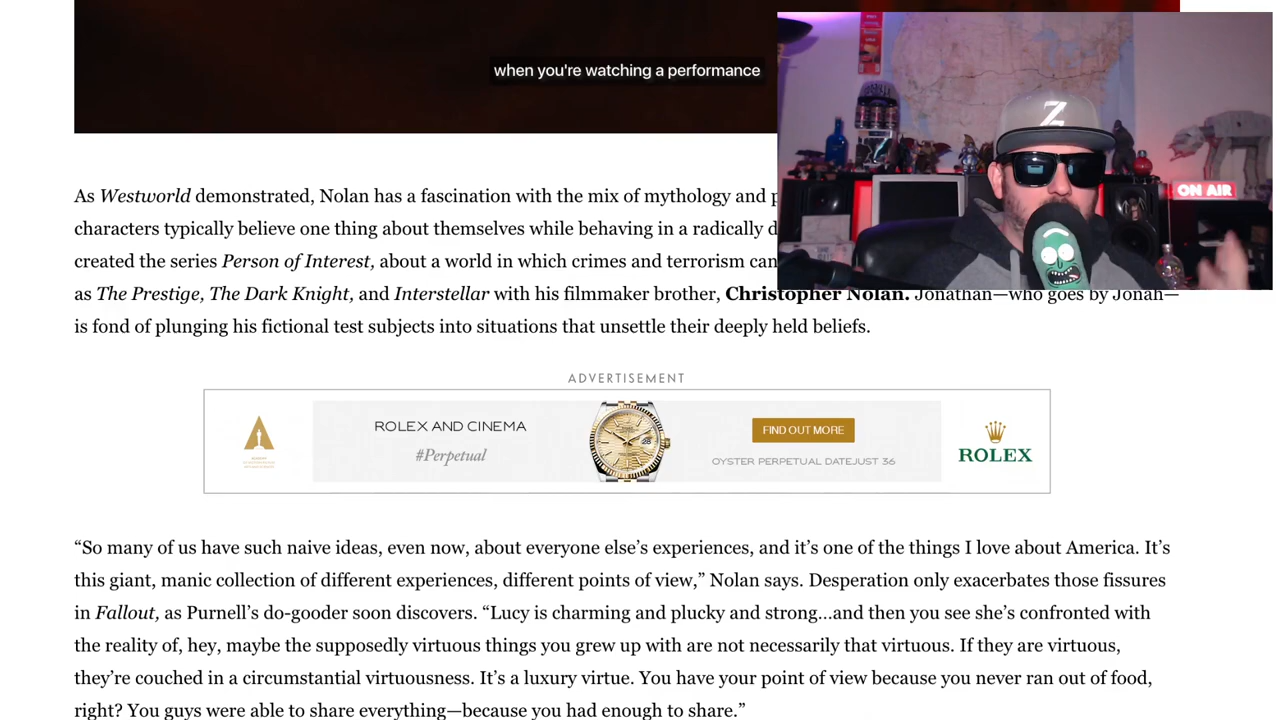 when you're watching a performance
Z
ON AIR
As Westworld demonstrated, Nolan has a fascination with the mix of mythology and
characters typically believe one thing about themselves while behaving in a radically
created the series Person of Interest, about a world in which crimes and terrorism can
as The Prestige, The Dark Knight, and Interstellar with his filmmaker brother, Christopher Nolan. Jonathan—who goes by Jonah—
is fond of plunging his fictional test subjects into situations that unsettle their deeply held beliefs.
ADVERTISEMENT
ROLEX AND CINEMA
#Perpetual
28
FIND OUT MORE
OYSTER PERPETUAL DATEJUST 36
ROLEX
“So many of us have such naive ideas, even now, about everyone else’s experiences, and it’s one of the things I love about America. It’s
this giant, manic collection of different experiences, different points of view,” Nolan says. Desperation only exacerbates those fissures
in Fallout, as Purnell’s do-gooder soon discovers. “Lucy is charming and plucky and strong…and then you see she’s confronted with
the reality of, hey, maybe the supposedly virtuous things you grew up with are not necessarily that virtuous. If they are virtuous,
they’re couched in a circumstantial virtuousness. It’s a luxury virtue. You have your point of view because you never ran out of food,
right? You guys were able to share everything—because you had enough to share.”